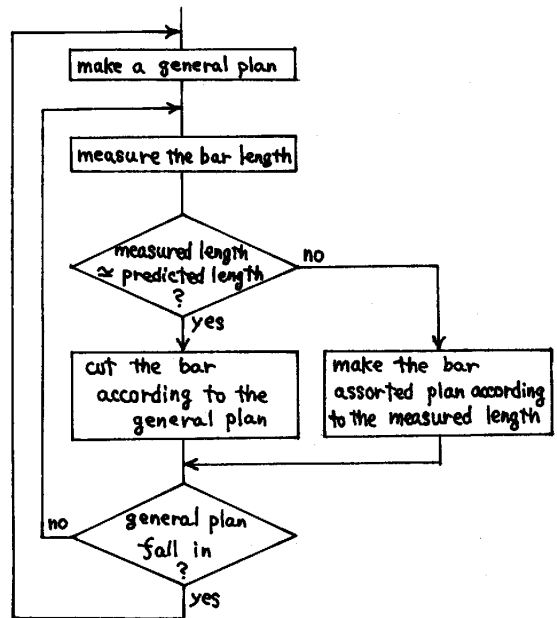 make a general plan
measure the bar length
measured length
≃ predicted length
?
no
yes
cut the bar
according to the
general plan
make the bar
assorted plan according
to the measured length
no
general plan
fall in
?
yes